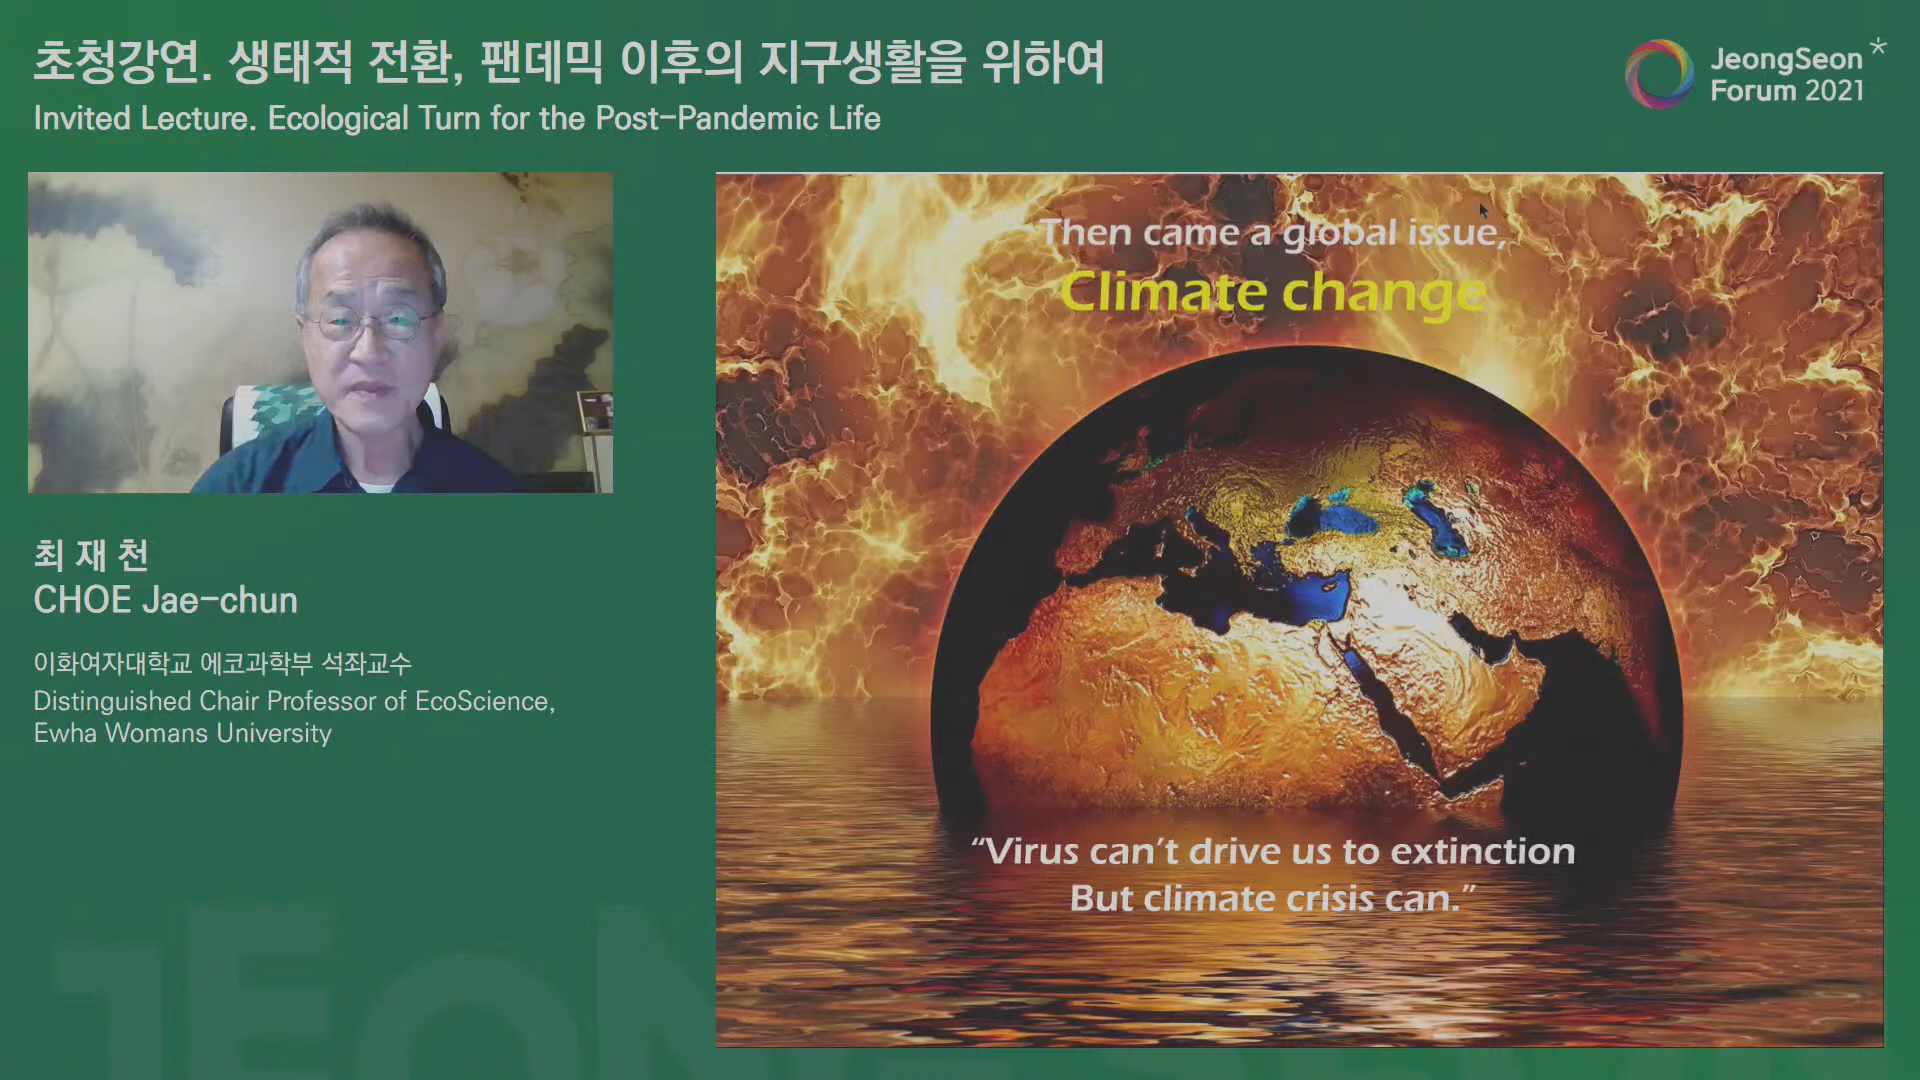 초청강연. 생태적 전환, 팬데믹 이후의 지구생활을 위하여
Invited Lecture. Ecological Turn for the Post-Pandemic Life
JeongSeon
Forum 2021
Then came a global issue,
Climate change
“Virus can’t drive us to extinction
But climate crisis can.”
최 재 천
CHOE Jae-chun
이화여자대학교 에코과학부 석좌교수
Distinguished Chair Professor of EcoScience,
Ewha Womans University